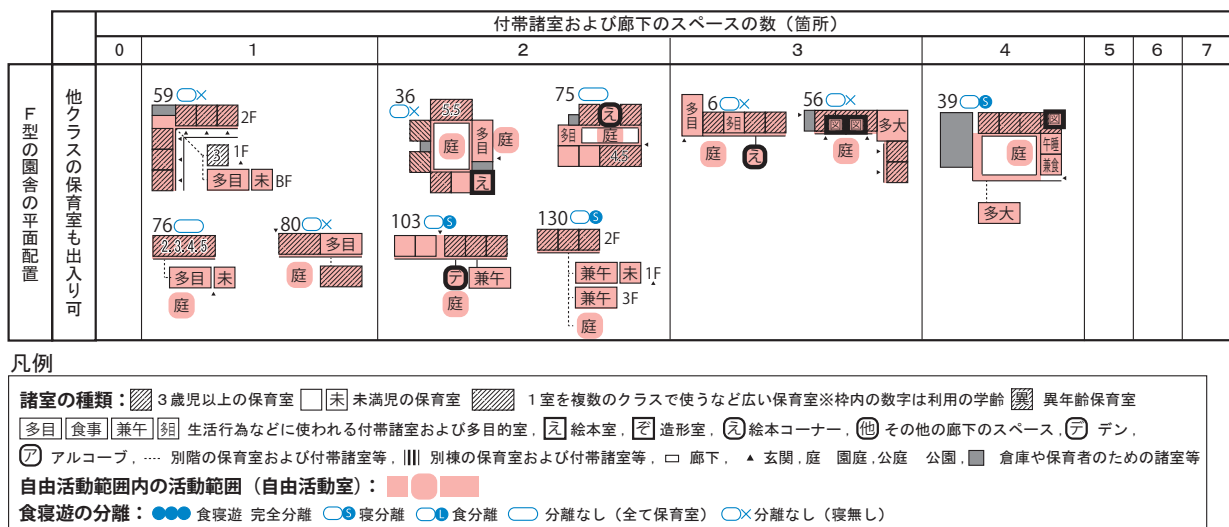 付帯諸室および廊下のスペースの数（箇所）
0 1 2 3 4 5 6 7
F型の園舎の平面配置
他クラスの保育室も出入り可
59 × 2F
3 1F
多目 未 BF
76
2.3.4.5
多目 未
庭
80 ×
多目
庭
36 ×
5.5
庭 多目 庭
え
75
え
庭
4.5
103 S
デ 兼午
庭
130 S
2F
兼午 未 1F
兼午 3F
庭
多目 6 ×
庭 え
56 ×
図 図 多大
庭
39 S
図
庭 午睡
兼食
多大
凡例
諸室の種類： 3歳児以上の保育室 未 未満児の保育室 1室を複数のクラスで使うなど広い保育室※枠内の数字は利用の学齢 異 異年齢保育室
多目 食事 兼午 生活行為などに使われる付帯諸室および多目的室, え 絵本室, ぞ 造形室, え 絵本コーナー, 他 その他の廊下のスペース, デ デン,
ア アルコーブ, ---- 別階の保育室および付帯諸室等, 別棟の保育室および付帯諸室等, 廊下, ▲ 玄関, 庭 園庭, 公庭 公園, 倉庫や保育者のための諸室等
自由活動範囲内の活動範囲（自由活動室）：
食寝遊の分離： 食寝遊 完全分離 S 寝分離 L 食分離 分離なし（全て保育室） ×分離なし（寝無し）